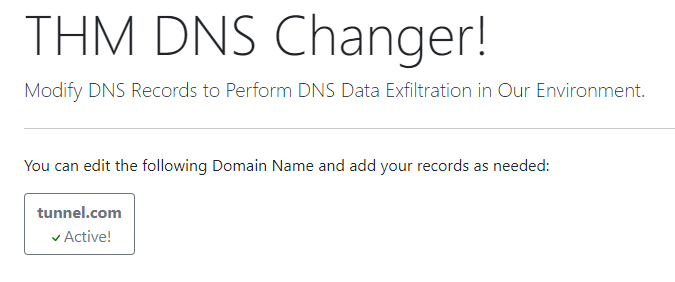 THM DNS Changer!
Modify DNS Records to Perform DNS Data Exfiltration in Our Environment.
You can edit the following Domain Name and add your records as needed:
tunnel.com
Active!